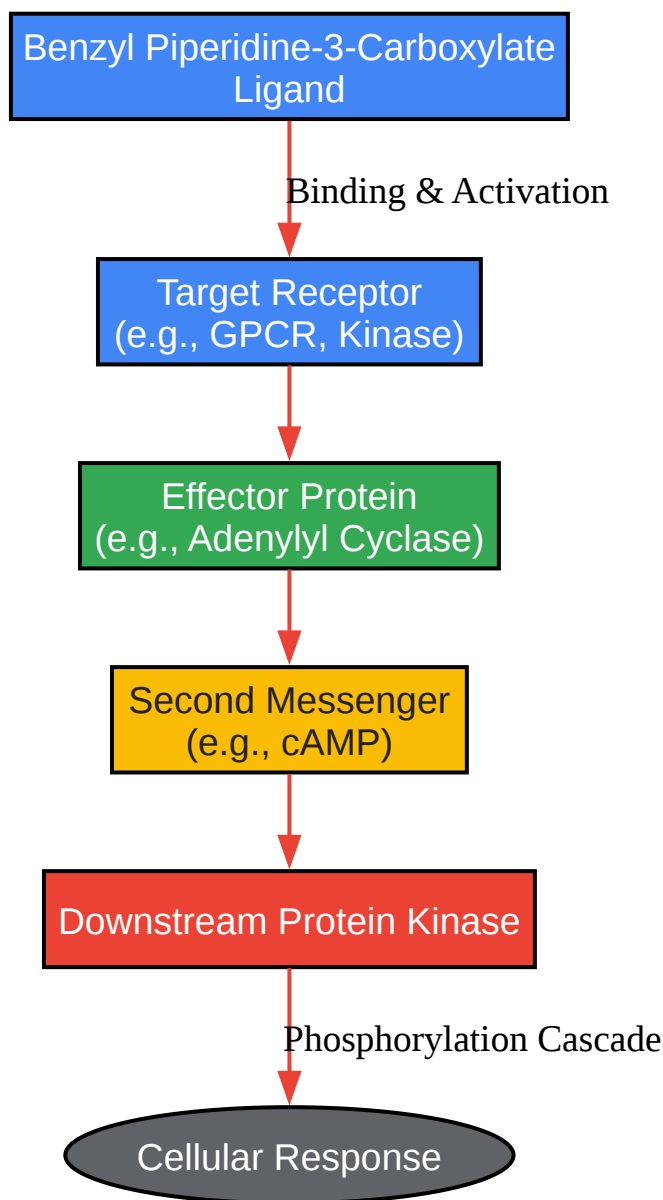 Benzyl Piperidine-3-Carboxylate
Ligand
Binding & Activation
Target Receptor
(e.g., GPCR, Kinase)
Effector Protein
(e.g., Adenylyl Cyclase)
Second Messenger
(e.g., cAMP)
Downstream Protein Kinase
Phosphorylation Cascade
Cellular Response